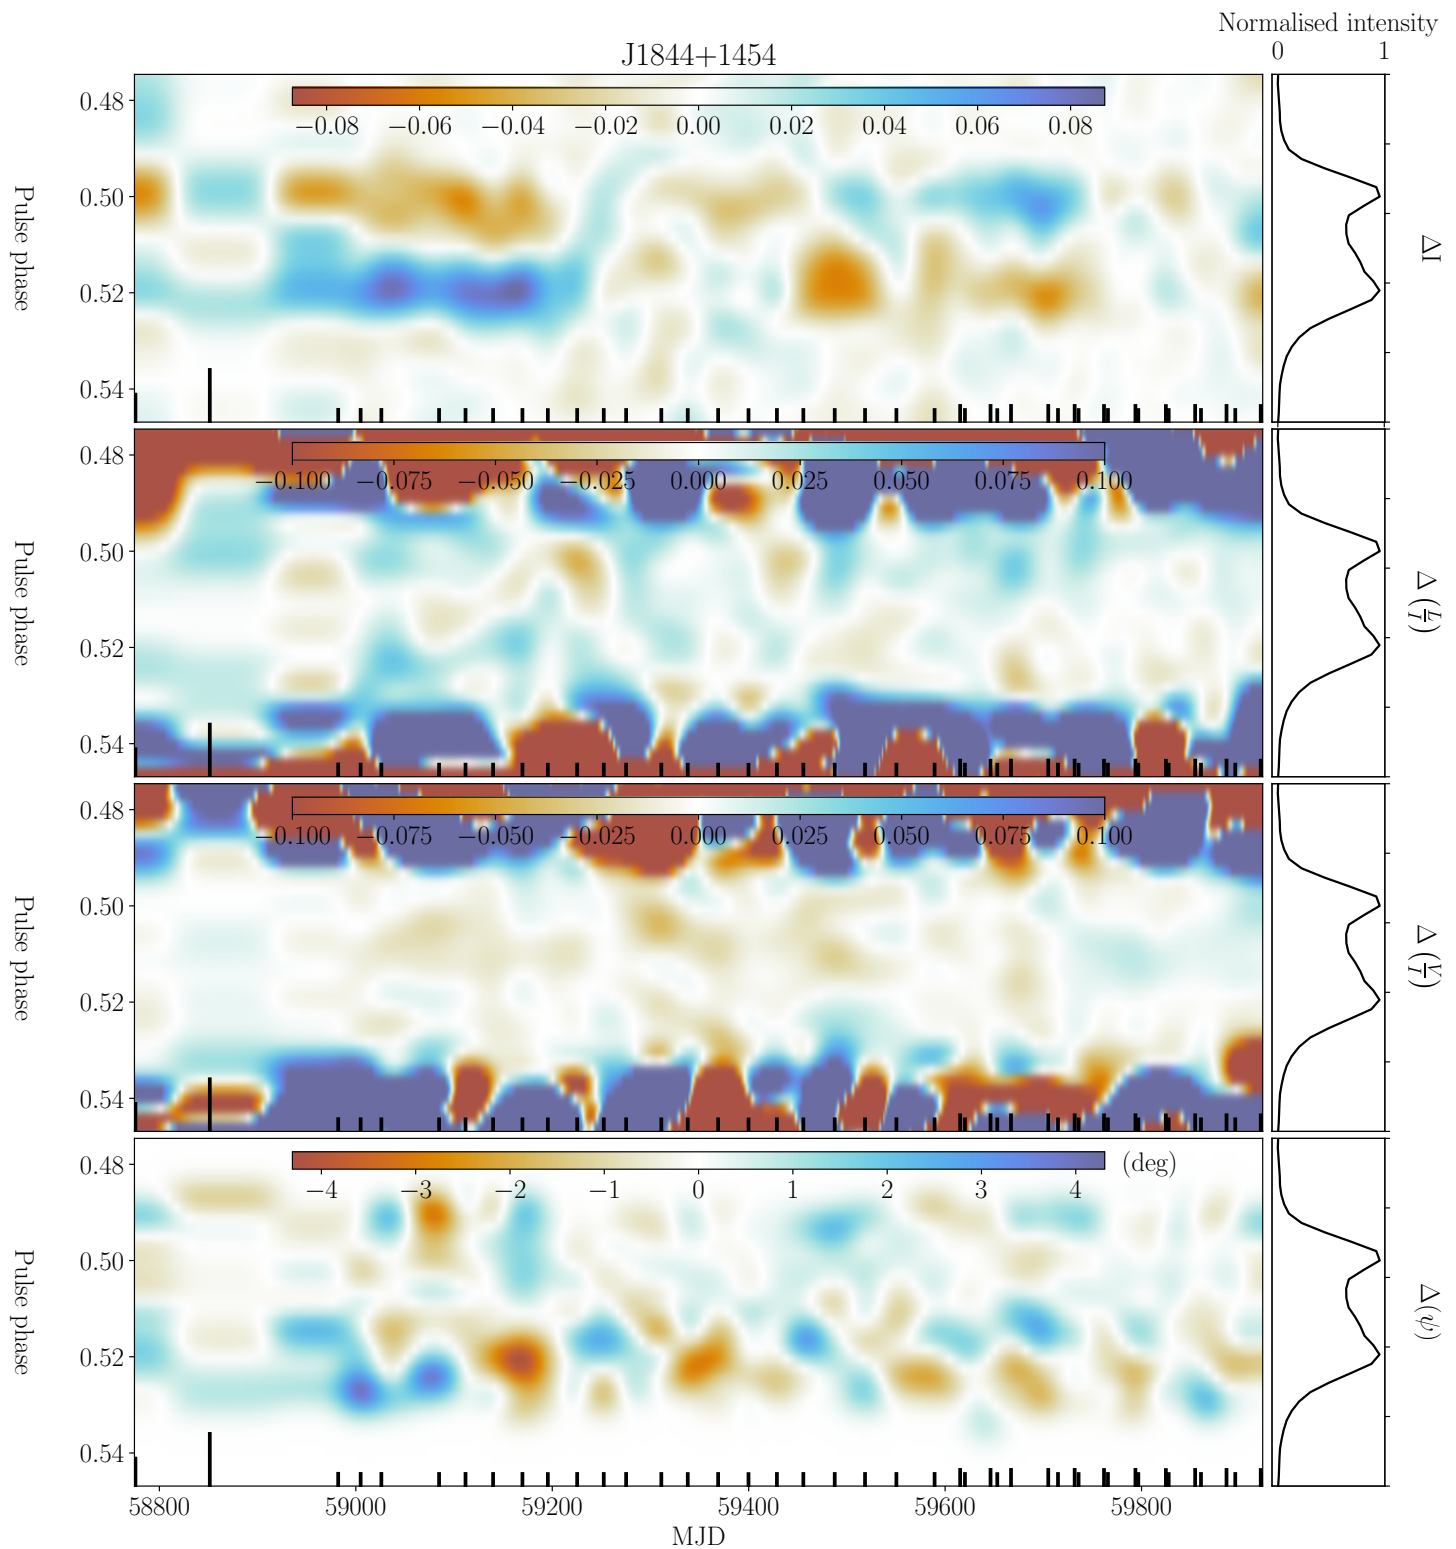 Normalised intensity
J1844+1454
0 1
0.48
0.50
0.52
0.54
−0.08 −0.06 −0.04 −0.02 0.00 0.02 0.04 0.06 0.08
Pulse phase
ΔI
0.48
0.50
0.52
0.54
−0.100 −0.075 −0.050 −0.025 0.000 0.025 0.050 0.075 0.100
Pulse phase
Δ(L/I)
0.48
0.50
0.52
0.54
−0.100 −0.075 −0.050 −0.025 0.000 0.025 0.050 0.075 0.100
Pulse phase
Δ(V/I)
0.48
0.50
0.52
0.54
(deg)
−4 −3 −2 −1 0 1 2 3 4
Pulse phase
Δ(ψ)
58800 59000 59200 59400 59600 59800
MJD